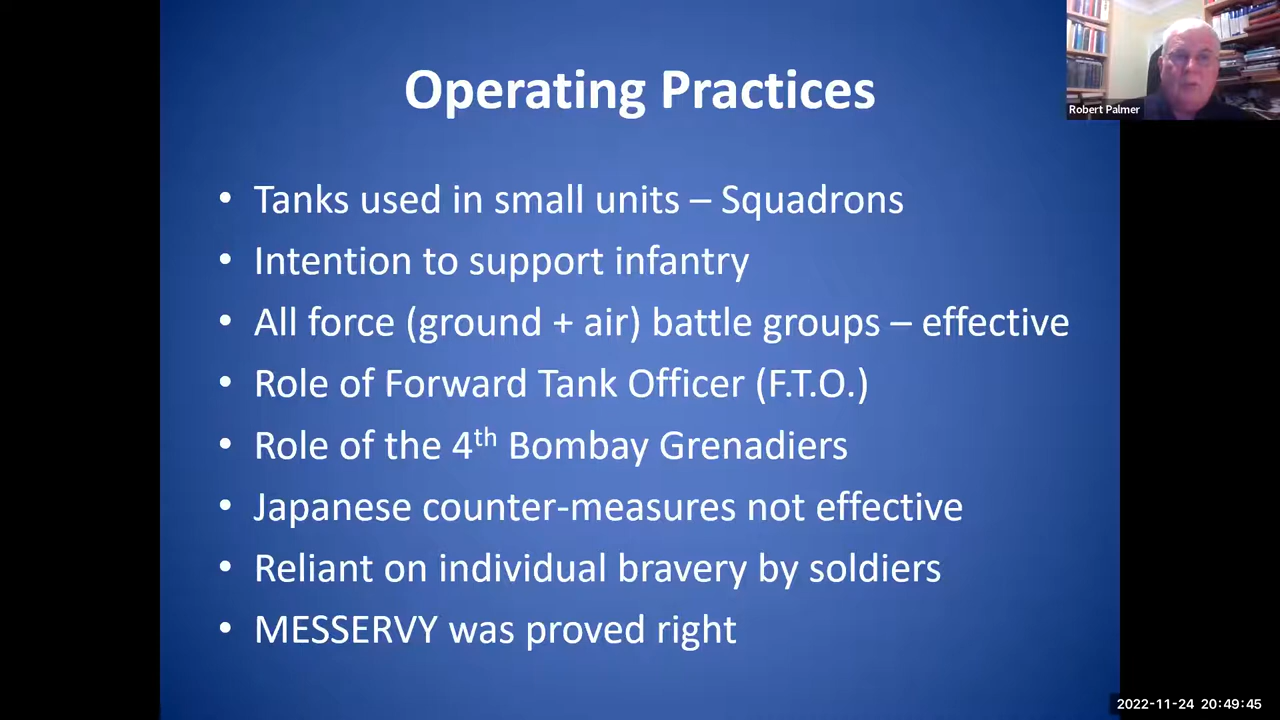 Operating Practices
• Tanks used in small units – Squadrons
• Intention to support infantry
• All force (ground + air) battle groups – effective
• Role of Forward Tank Officer (F.T.O.)
• Role of the 4th Bombay Grenadiers
• Japanese counter-measures not effective
• Reliant on individual bravery by soldiers
• MESSERVY was proved right
Robert Palmer
2022-11-24 20:49:45